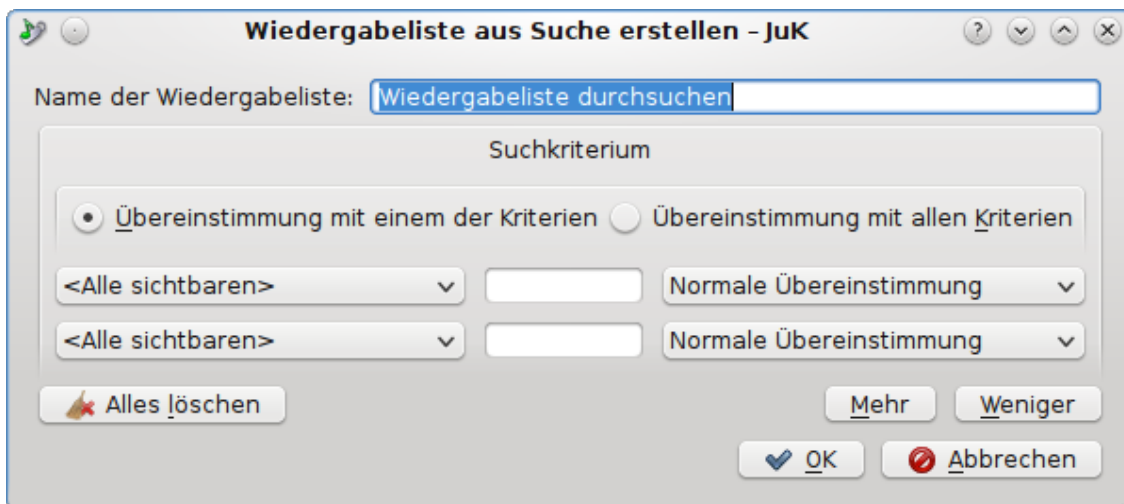 Wiedergabeliste aus Suche erstellen – JuK
Name der Wiedergabeliste: Wiedergabeliste durchsuchen
Suchkriterium
Übereinstimmung mit einem der Kriterien Übereinstimmung mit allen Kriterien
<Alle sichtbaren> Normale Übereinstimmung
<Alle sichtbaren> Normale Übereinstimmung
Alles löschen Mehr Weniger
OK Abbrechen